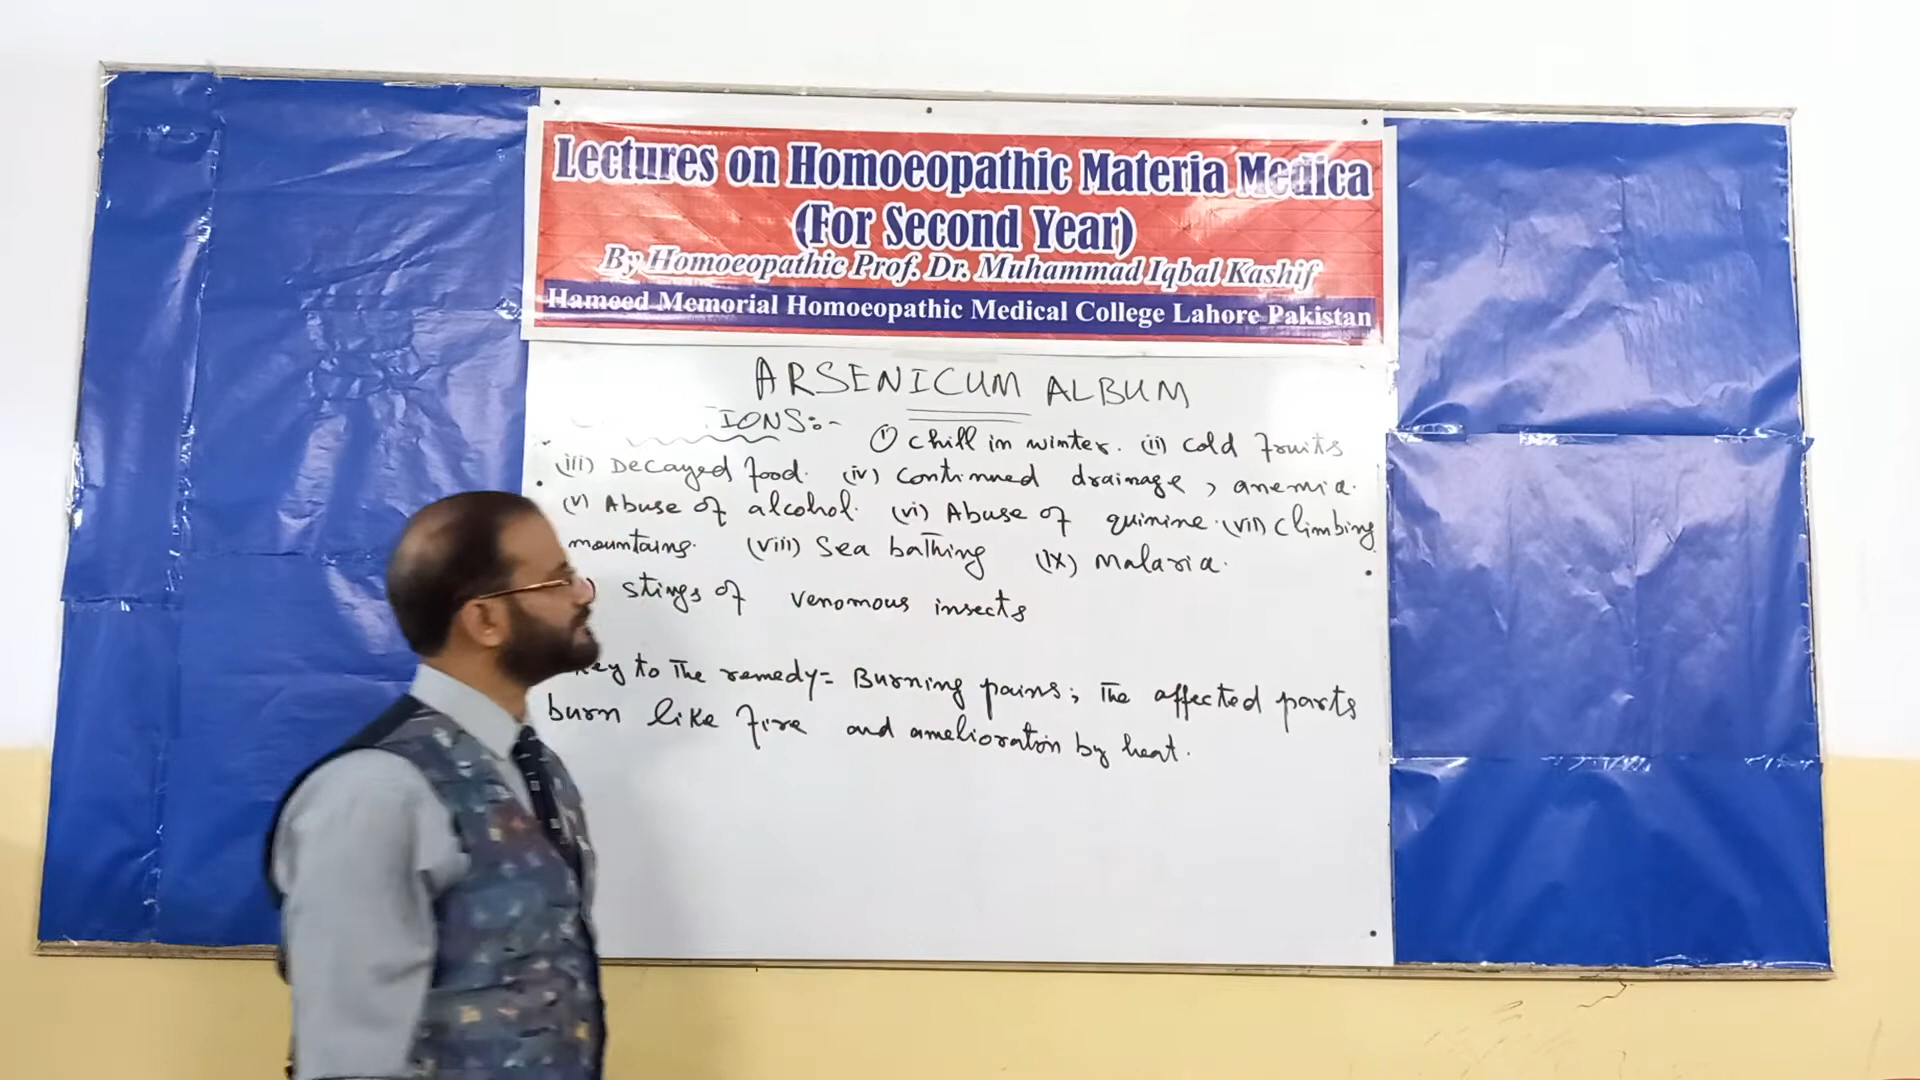 Lectures on Homoeopathic Materia Medica
(For Second Year)
By Homoeopathic Prof. Dr. Muhammad Iqbal Kashif
Hameed Memorial Homoeopathic Medical College Lahore Pakistan
ARSENICUM ALBUM
TIONS:-
(i) Chill in winter. (ii) Cold fruits
(iii) Decayed food. (iv) Continued drainage, anemia.
(v) Abuse of alcohol. (vi) Abuse of quinine. (vii) Climbing
mountains. (viii) Sea bathing (ix) Malaria.
) Stings of venomous insects
Key to The remedy= Burning pains; The affected parts
burn like fire and amelioration by heat.